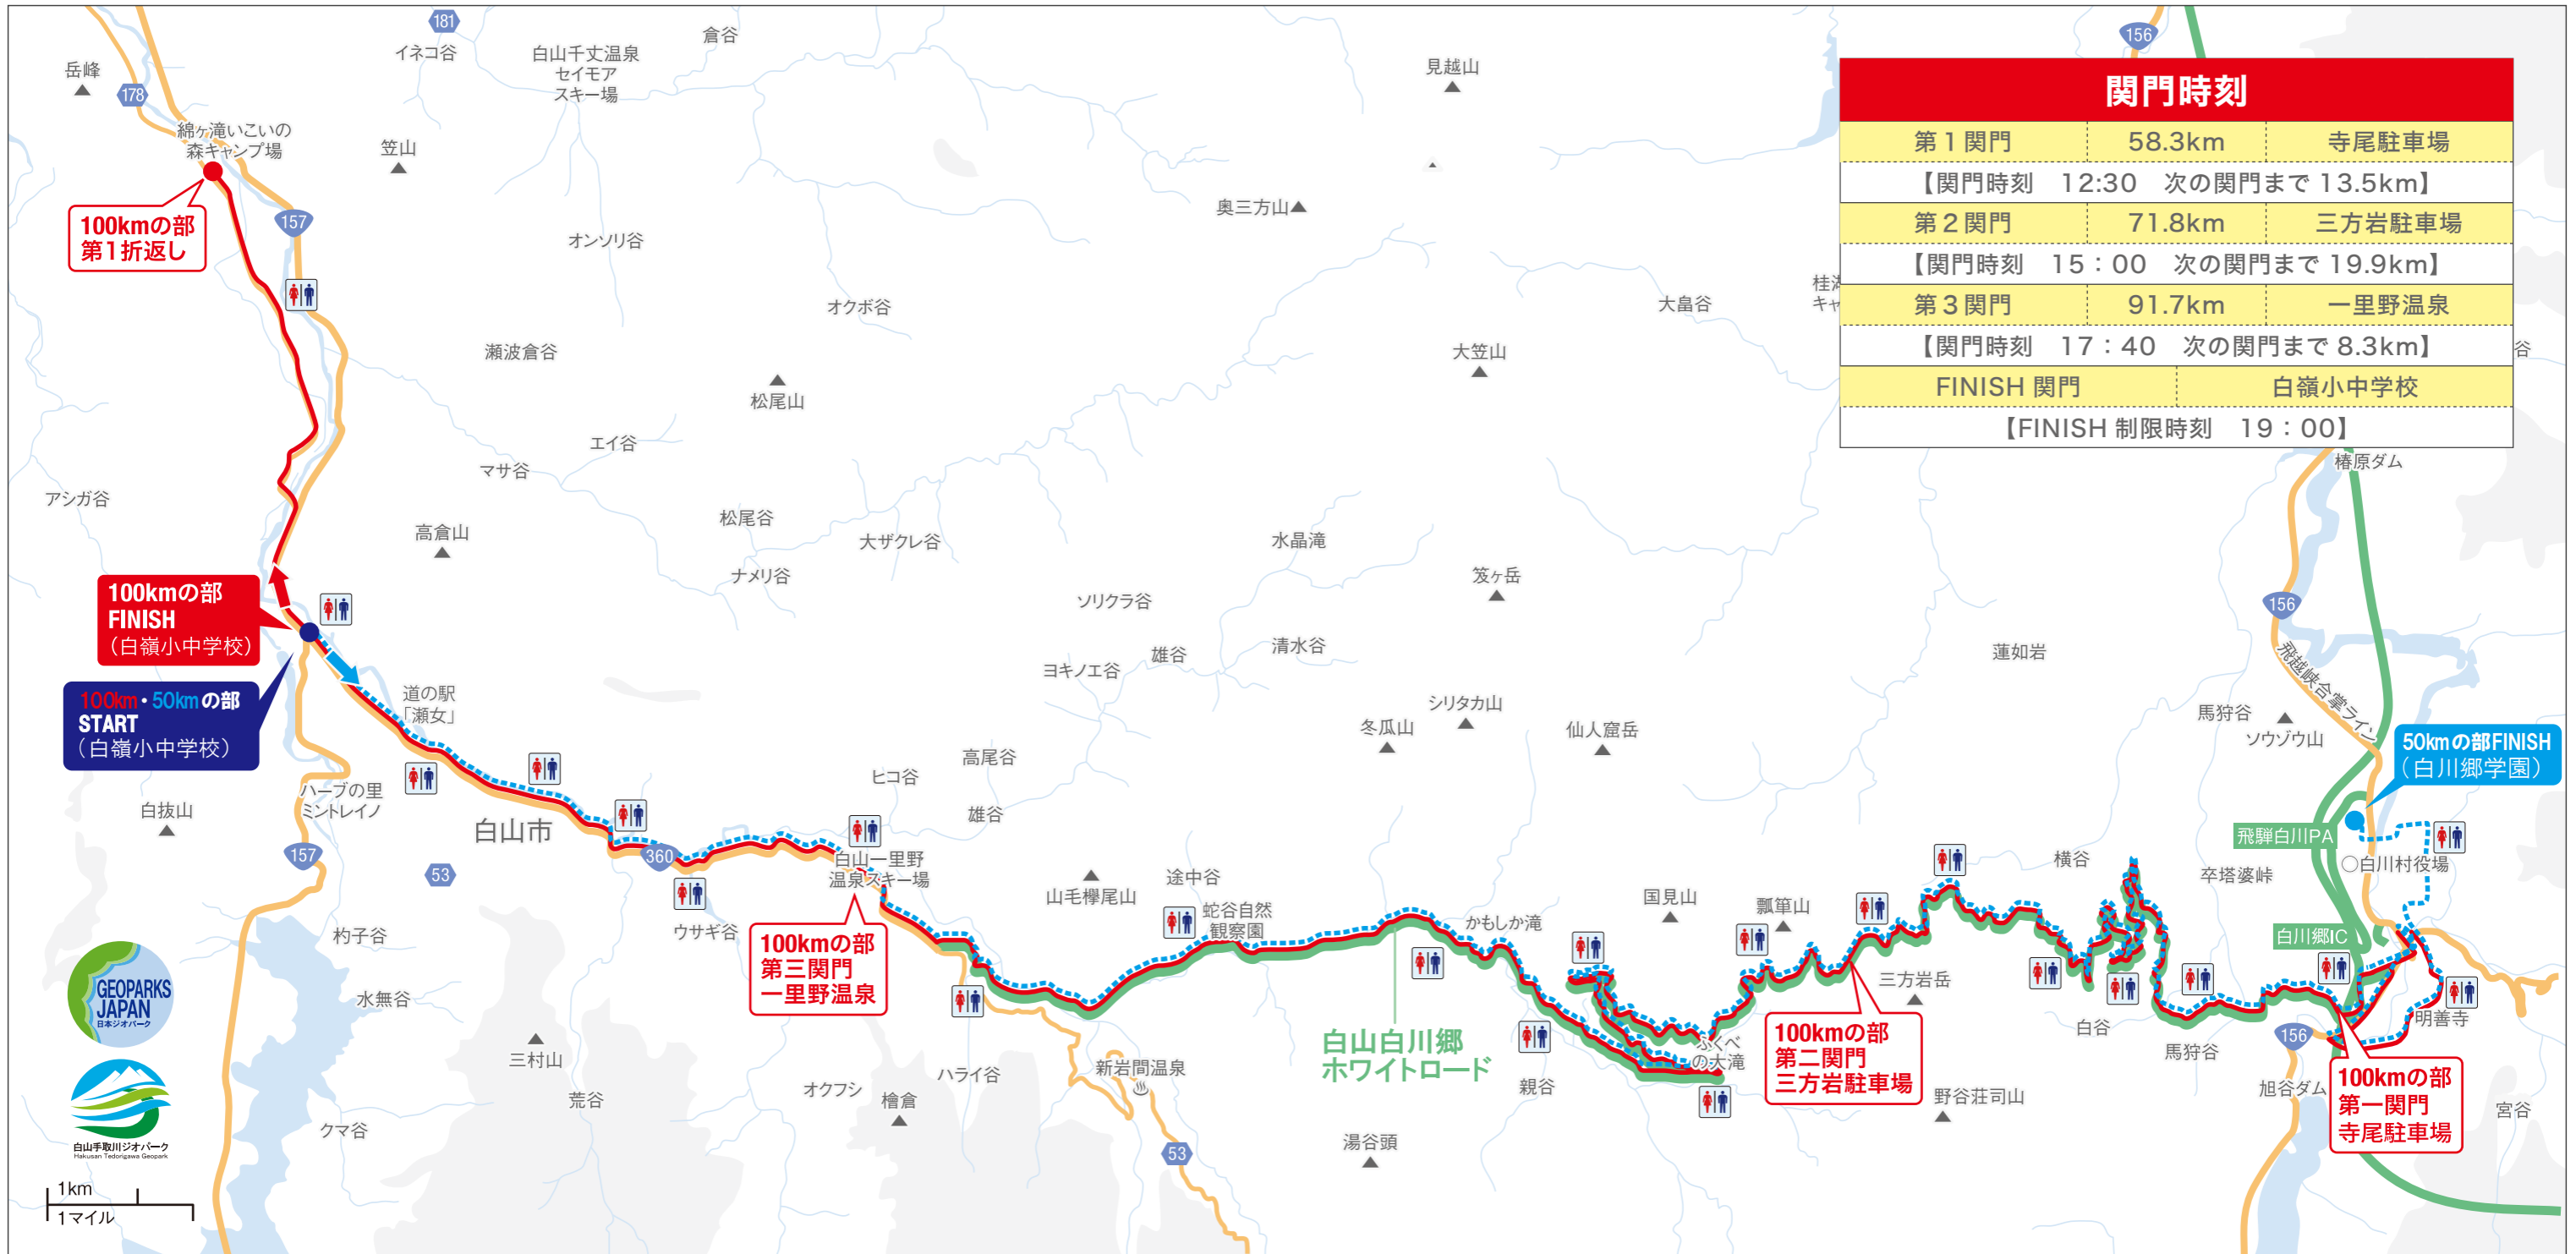 関門時刻
第１関門 58.3km 寺尾駐車場
【関門時刻 12:30 次の関門まで 13.5km】
第２関門 71.8km 三方岩駐車場
【関門時刻 15：00 次の関門まで 19.9km】
第３関門 91.7km 一里野温泉
【関門時刻 17：40 次の関門まで 8.3km】
FINISH 関門 白嶺小中学校
【FINISH 制限時刻 19：00】
181
イネコ谷
白山千丈温泉
セイモア
スキー場
倉谷
見越山
156
岳峰
178
綿ヶ滝いこいの
森キャンプ場
笠山
100kmの部
第1折返し
157
オンソリ谷
奥三方山
オクボ谷
大畠谷
桂湖
キャ
谷
瀬波倉谷
松尾山
大笠山
エイ谷
マサ谷
椿原ダム
アシガ谷
高倉山
松尾谷
大ザクレ谷
水晶滝
ナメリ谷
笈ヶ岳
ソリクラ谷
156
飛越峡合掌ライン
100kmの部
FINISH
（白嶺小中学校）
100km・50kmの部
START
（白嶺小中学校）
道の駅
「瀬女」
ヨキノエ谷
雄谷
清水谷
蓮如岩
シリタカ山
冬瓜山
仙人窟岳
馬狩谷
ソウゾウ山
50kmの部FINISH
（白川郷学園）
高尾谷
ヒコ谷
雄谷
ハーブの里
ミントレイノ
白抜山
白山市
157
53
360
白山一里野
温泉スキー場
飛騨白川PA
白川村役場
横谷
卒塔婆峠
山毛欅尾山
途中谷
蛇谷自然
観察園
かもしか滝
国見山
瓢箪山
ウサギ谷
杓子谷
100kmの部
第三関門
一里野温泉
白川郷IC
三方岩岳
水無谷
GEOPARKS
JAPAN
日本ジオパーク
三村山
白山白川郷
ホワイトロード
ふくべ
の大滝
100kmの部
第二関門
三方岩駐車場
白谷
馬狩谷
明善寺
156
新岩間温泉
ハライ谷
オクフシ
檜倉
荒谷
親谷
野谷荘司山
旭谷ダム
100kmの部
第一関門
寺尾駐車場
宮谷
クマ谷
湯谷頭
53
白山手取川ジオパーク
Hakusan Tedorigawa Geopark
1km
1マイル